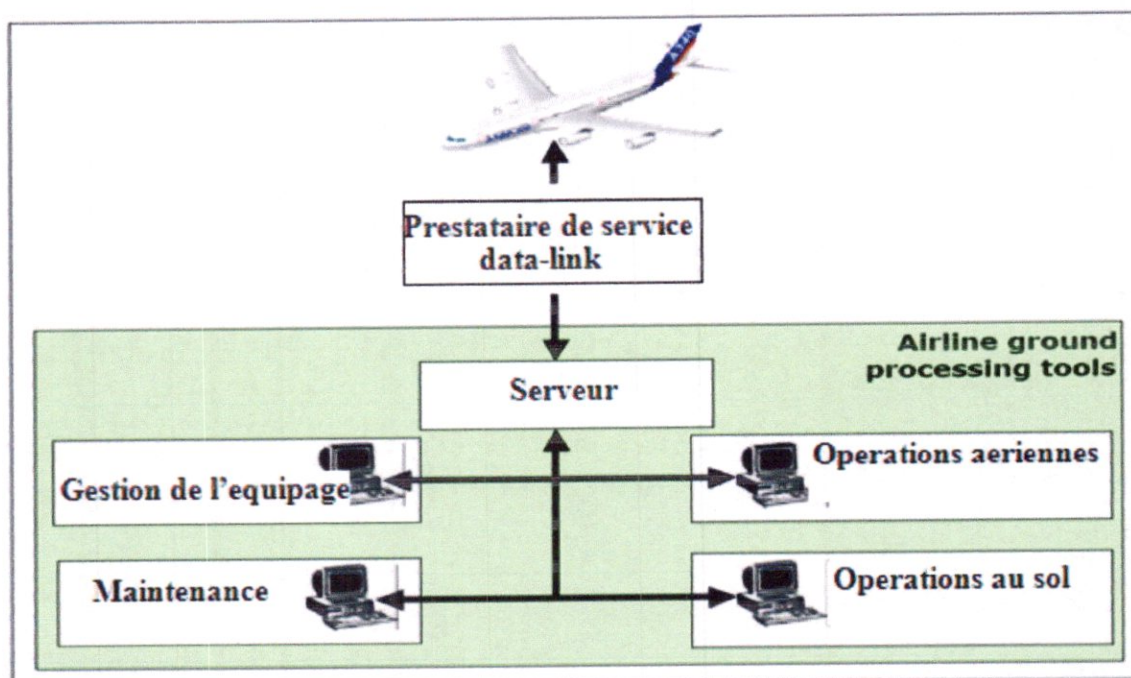 A340
Prestataire de service
data-link
Airline ground
processing tools
Serveur
Gestion de l'equipage
Operations aeriennes
Maintenance
Operations au sol